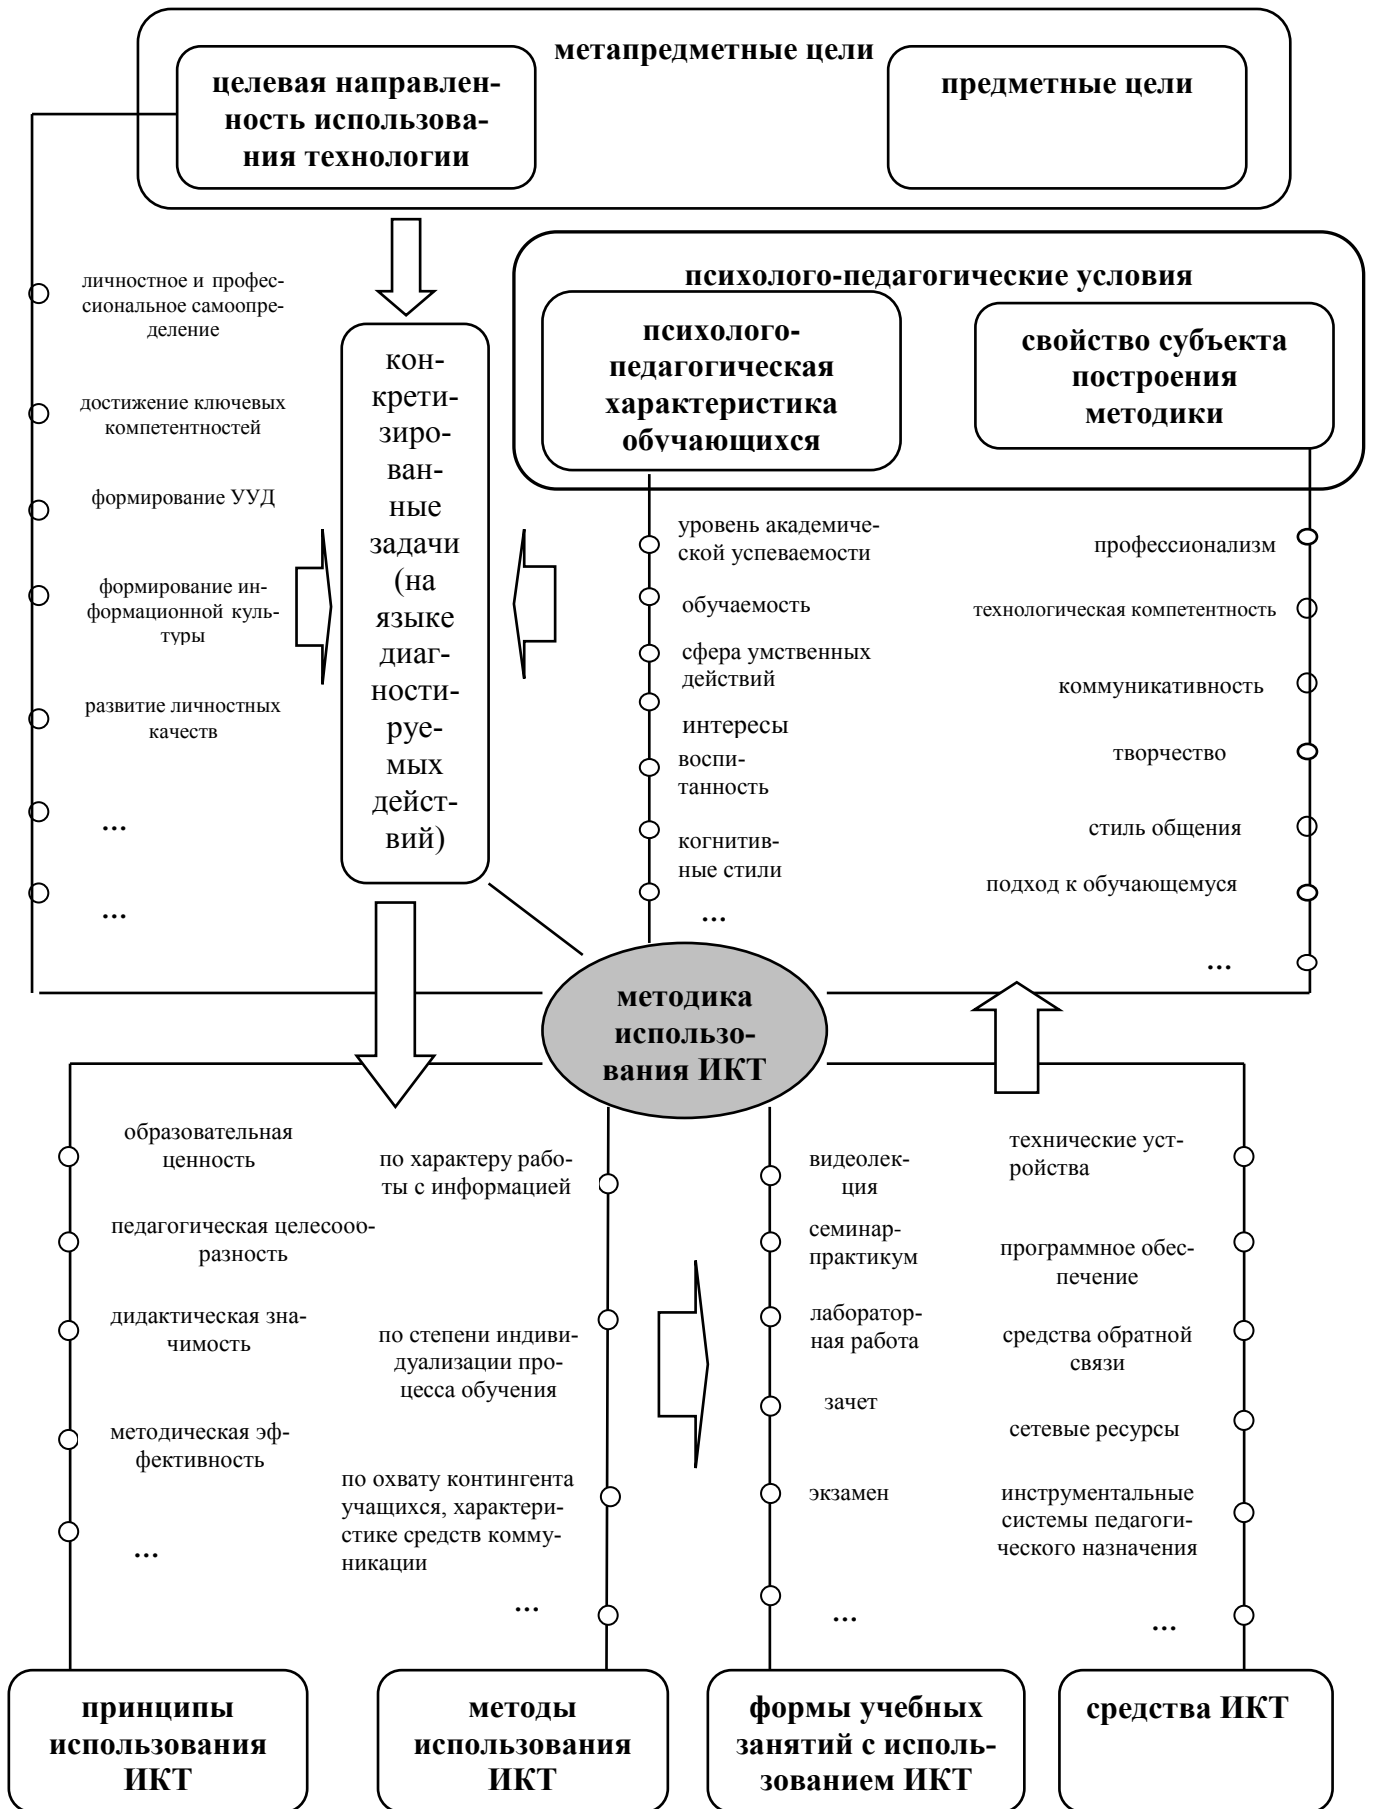 метапредметные цели
целевая направлен-
ность использова-
ния технологии
предметные цели
личностное и профес-
сиональное самоопре-
деление
достижение ключевых
компетентностей
формирование УУД
формирование ин-
формационной куль-
туры
развитие личностных
качеств
...
...
кон-
крети-
зиро-
ван-
ные
задачи
(на
языке
диаг-
ности-
руе-
мых
дейст-
вий)
психолого-педагогические условия
психолого-
педагогическая
характеристика
обучающихся
свойство субъекта
построения
методики
уровень академиче-
ской успеваемости
обучаемость
сфера умственных
действий
интересы
воспи-
танность
когнитив-
ные стили
...
профессионализм
технологическая компетентность
коммуникативность
творчество
стиль общения
подход к обучающемуся
...
методика
использо-
вания ИКТ
образовательная
ценность
педагогическая целесооб-
разность
дидактическая зна-
чимость
методическая эф-
фективность
...
по характеру рабо-
ты с информацией
по степени индиви-
дуализации про-
цесса обучения
по охвату контингента
учащихся, характери-
стике средств комму-
никации
...
видеолек-
ция
семинар-
практикум
лаборатор-
ная работа
зачет
экзамен
...
технические уст-
ройства
программное обес-
печение
средства обратной
связи
сетевые ресурсы
инструментальные
системы педагоги-
ческого назначения
...
принципы
использования
ИКТ
методы
использования
ИКТ
формы учебных
занятий с исполь-
зованием ИКТ
средства ИКТ